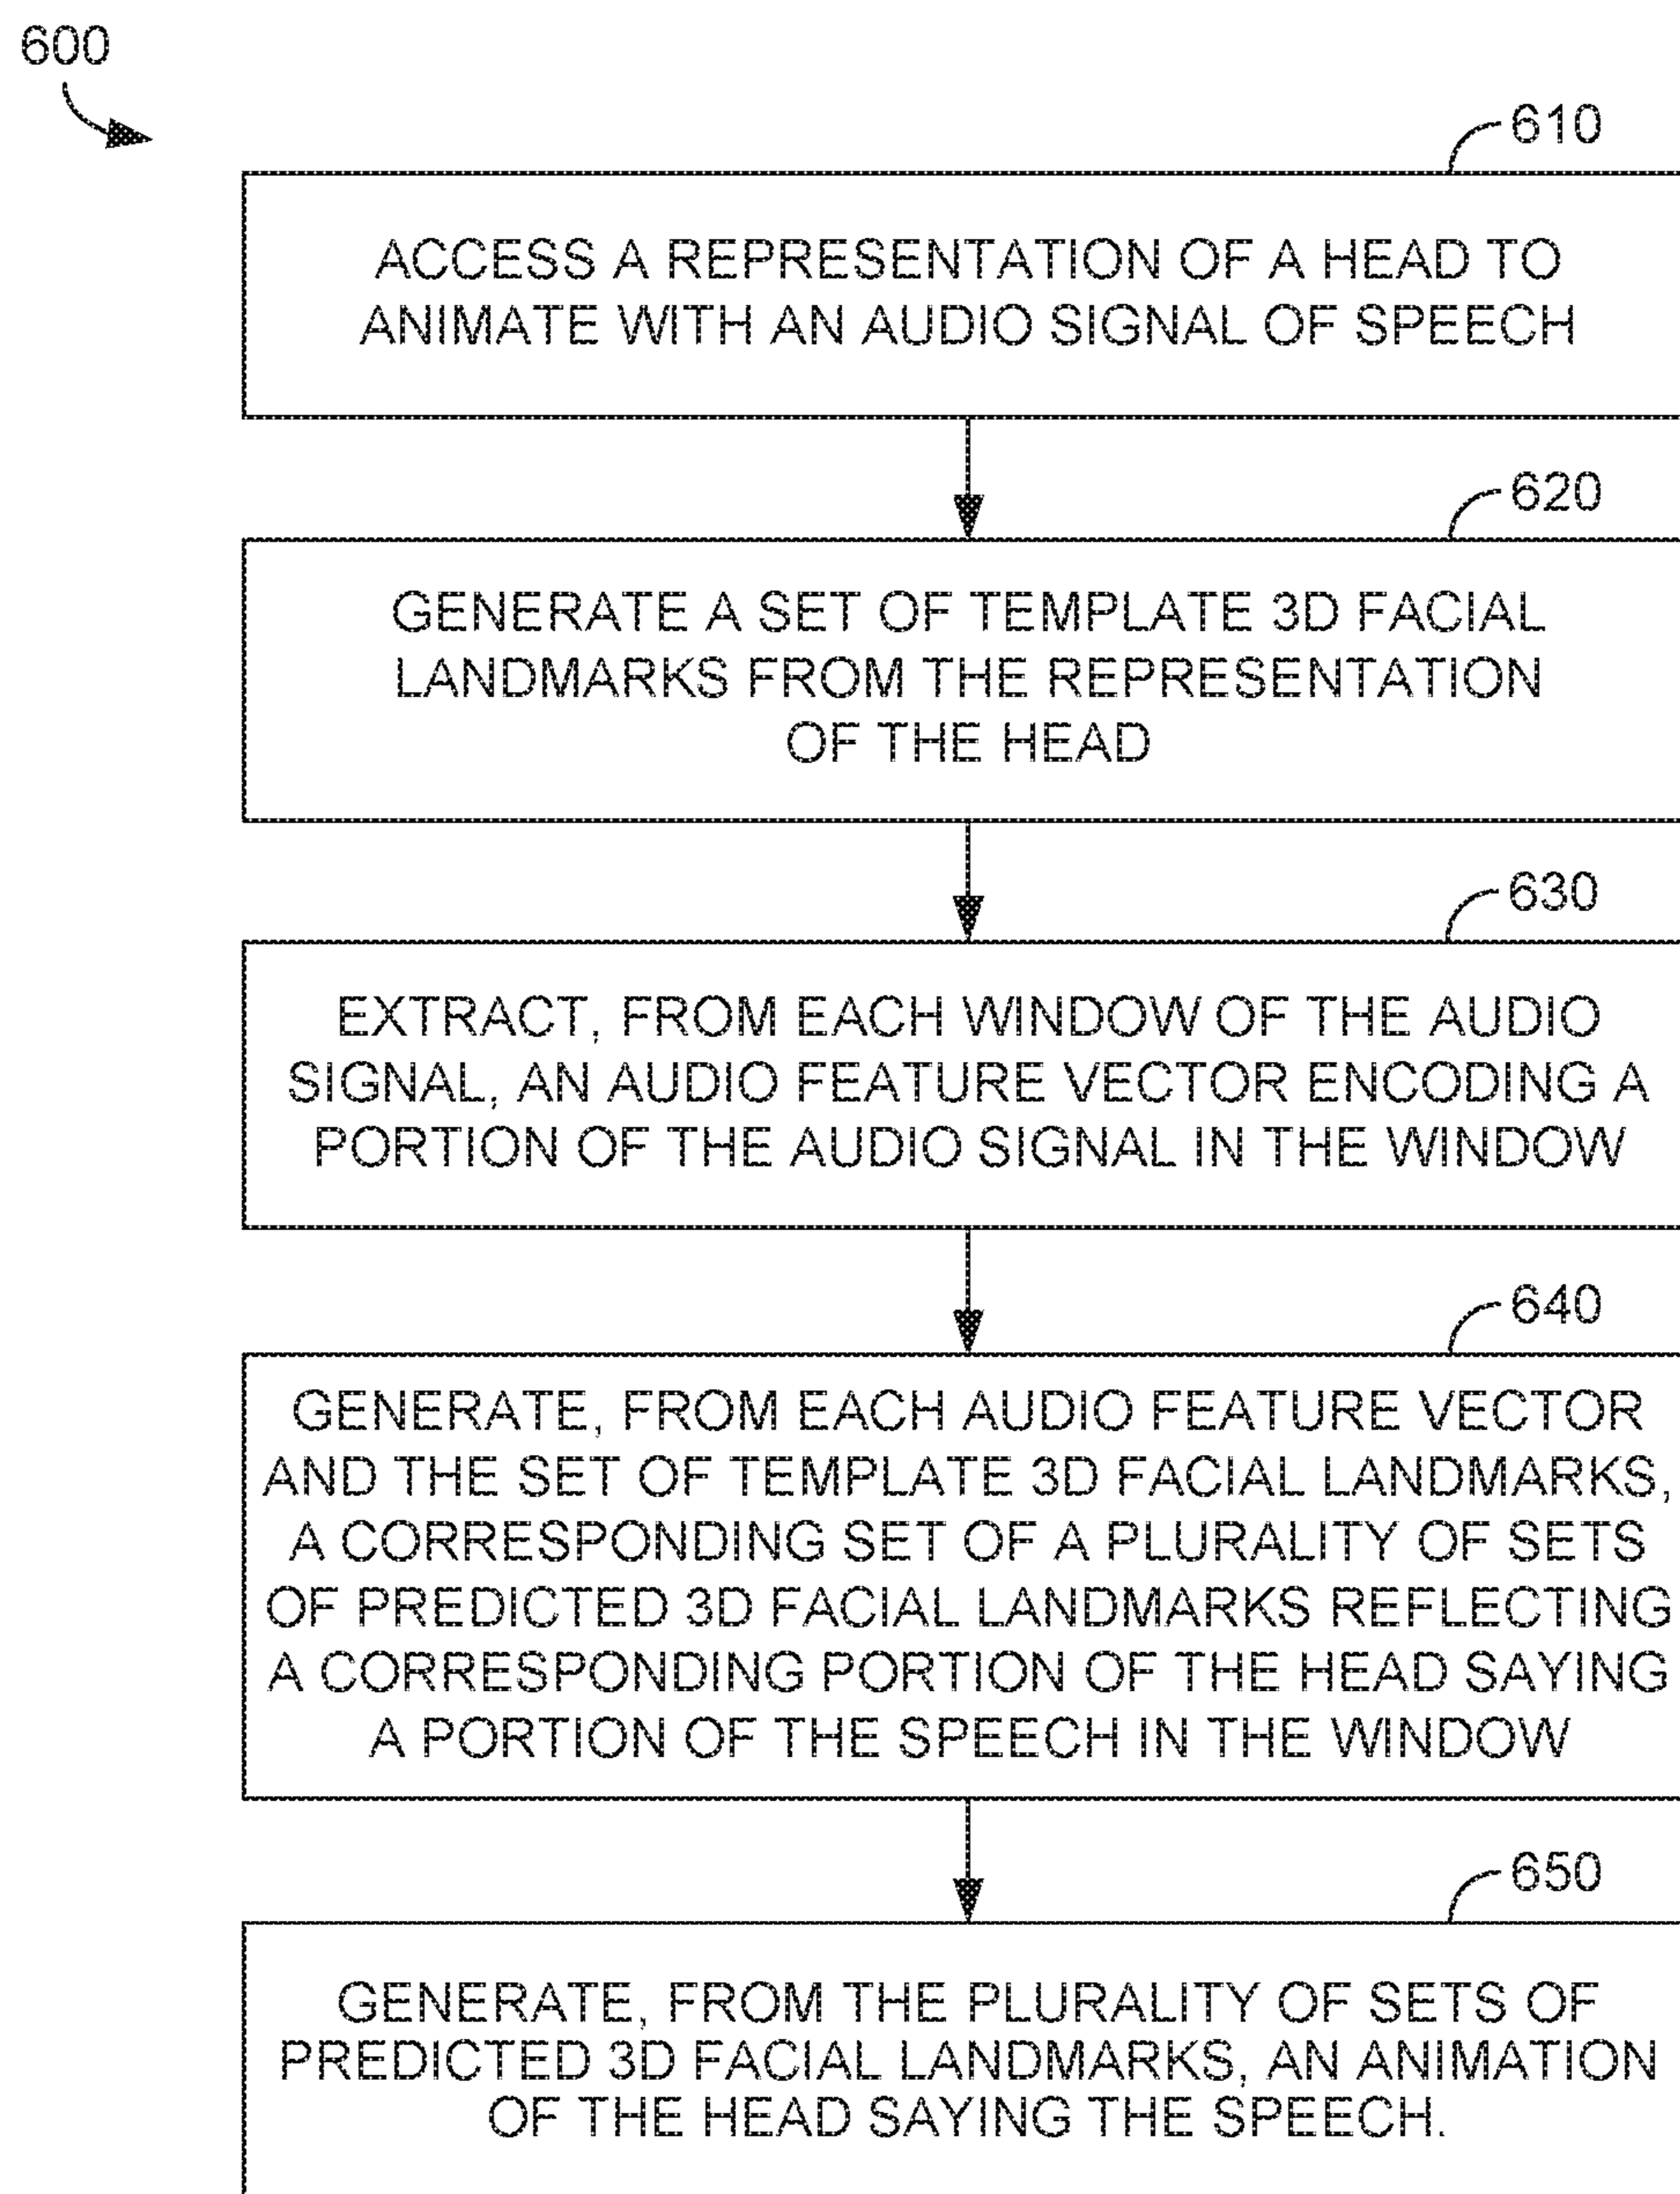 600
610
ACCESS A REPRESENTATION OF A HEAD TO
ANIMATE WITH AN AUDIO SIGNAL OF SPEECH
620
GENERATE A SET OF TEMPLATE 3D FACIAL
LANDMARKS FROM THE REPRESENTATION
OF THE HEAD
630
EXTRACT, FROM EACH WINDOW OF THE AUDIO
SIGNAL, AN AUDIO FEATURE VECTOR ENCODING A
PORTION OF THE AUDIO SIGNAL IN THE WINDOW
640
GENERATE, FROM EACH AUDIO FEATURE VECTOR
AND THE SET OF TEMPLATE 3D FACIAL LANDMARKS,
A CORRESPONDING SET OF A PLURALITY OF SETS
OF PREDICTED 3D FACIAL LANDMARKS REFLECTING
A CORRESPONDING PORTION OF THE HEAD SAYING
A PORTION OF THE SPEECH IN THE WINDOW
650
GENERATE, FROM THE PLURALITY OF SETS OF
PREDICTED 3D FACIAL LANDMARKS, AN ANIMATION
OF THE HEAD SAYING THE SPEECH.